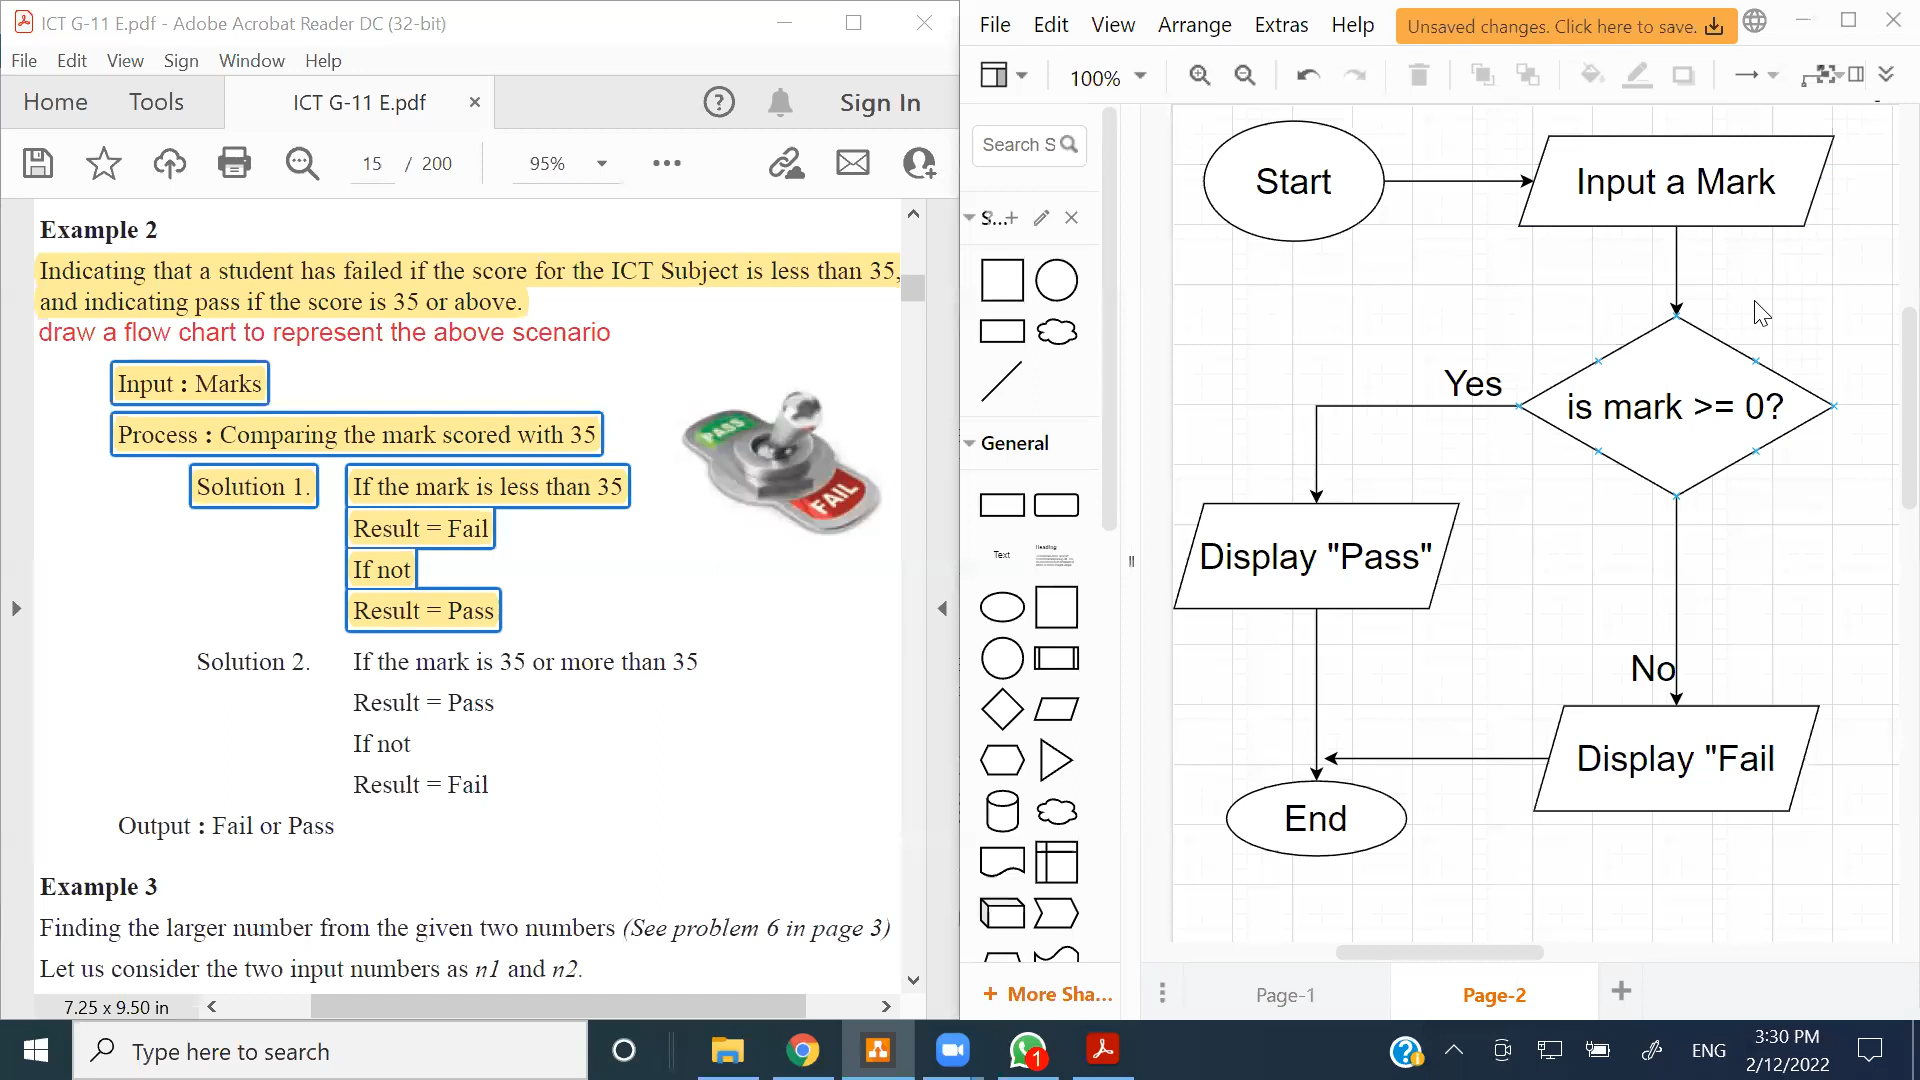 ICT G-11 E.pdf - Adobe Acrobat Reader DC (32-bit)
File Edit View Sign Window Help
Home Tools ICT G-11 E.pdf × Sign In
15 / 200 95%
Example 2
Indicating that a student has failed if the score for the ICT Subject is less than 35,
and indicating pass if the score is 35 or above.
draw a flow chart to represent the above scenario
Input : Marks
Process : Comparing the mark scored with 35
Solution 1. If the mark is less than 35
Result = Fail
If not
Result = Pass
PASS
FAIL
Solution 2. If the mark is 35 or more than 35
Result = Pass
If not
Result = Fail
Output : Fail or Pass
Example 3
Finding the larger number from the given two numbers (See problem 6 in page 3)
Let us consider the two input numbers as n1 and n2.
7.25 x 9.50 in
File Edit View Arrange Extras Help Unsaved changes. Click here to save.
100%
Search S
S...
General
Text
Heading
+ More Sha...
Start
Input a Mark
is mark >= 0?
Yes
Display "Pass"
No
Display "Fail
End
Page-1 Page-2
Type here to search
1
ENG
3:30 PM
2/12/2022